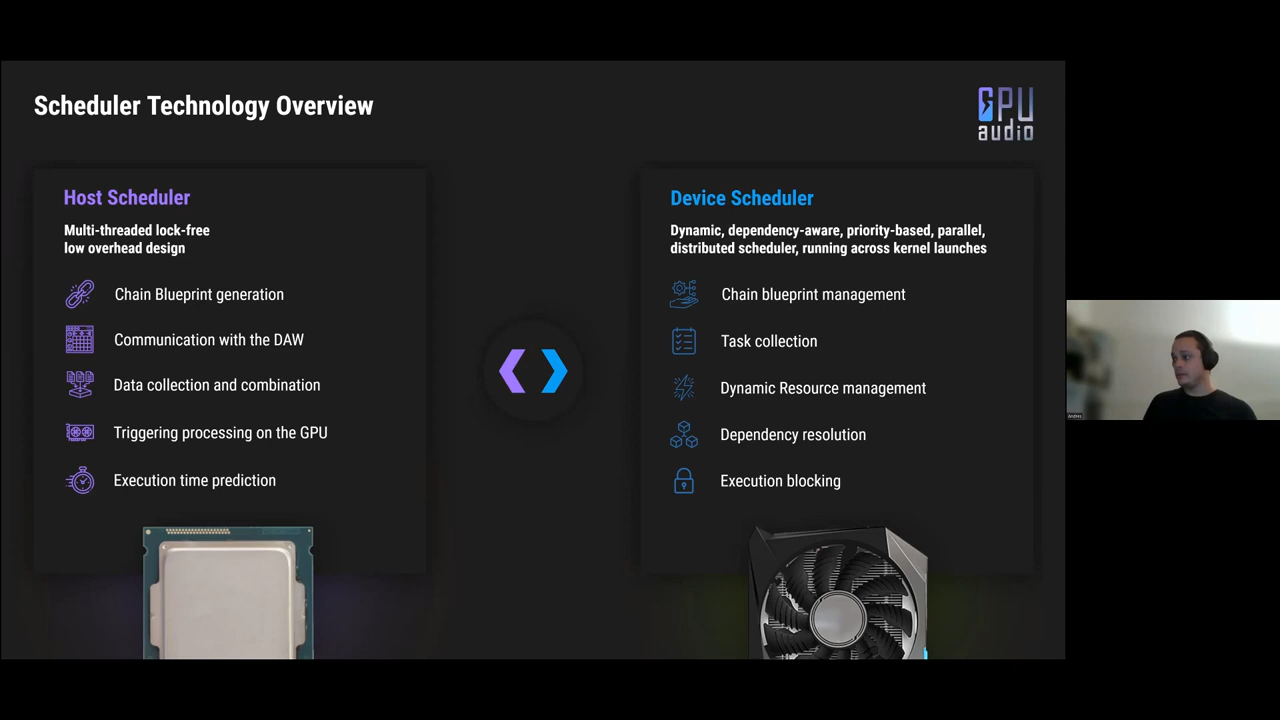 Scheduler Technology Overview
GPU
audio
Host Scheduler
Multi-threaded lock-free
low overhead design
Chain Blueprint generation
Communication with the DAW
Data collection and combination
Triggering processing on the GPU
Execution time prediction
Device Scheduler
Dynamic, dependency-aware, priority-based, parallel,
distributed scheduler, running across kernel launches
Chain blueprint management
Task collection
Dynamic Resource management
Dependency resolution
Execution blocking
Andres